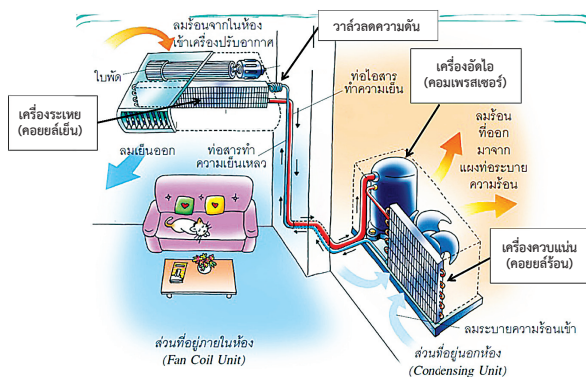 ลมร้อนจากในห้อง
เข้าเครื่องปรับอากาศ
วาล์วลดความดัน
ใบพัด
ท่อไอสาร
ทำความเย็น
เครื่องอัดไอ
(คอมเพรสเซอร์)
เครื่องระเหย
(คอยยล์เย็น)
ลมร้อน
ที่ออก
มาจาก
แผงท่อระบาย
ความร้อน
ลมเย็นออก
ท่อสารทำ
ความเย็นเหลว
เครื่องควบแน่น
(คอยยล์ร้อน)
ลมระบายความร้อนเข้า
ส่วนที่อยู่ภายในห้อง
(Fan Coil Unit)
ส่วนที่อยู่นอกห้อง
(Condensing Unit)